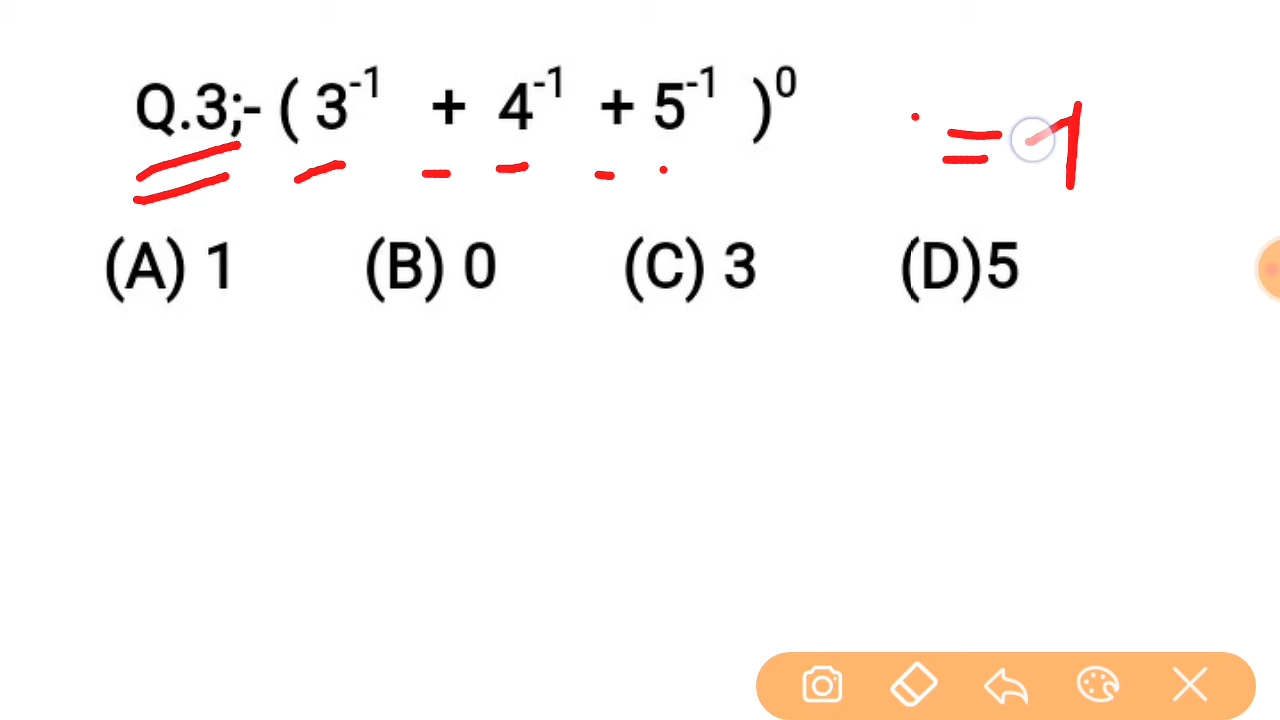 Q.3;- ( 3⁻¹ + 4⁻¹ + 5⁻¹ )⁰ = 1
(A) 1 (B) 0 (C) 3 (D)5